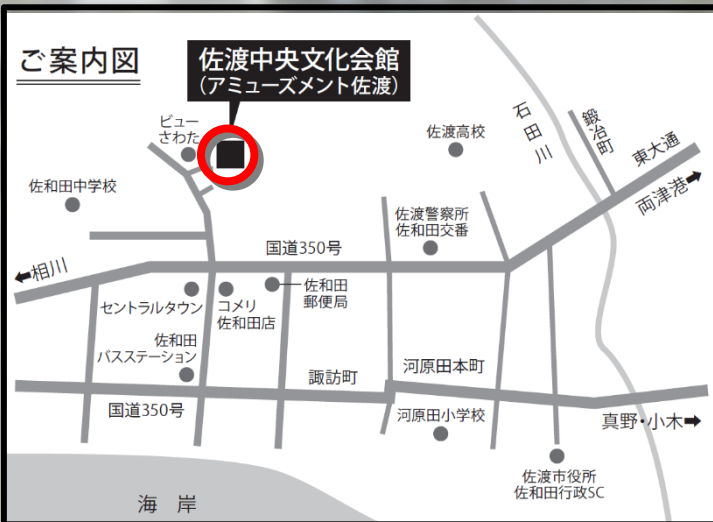 ご案内図
佐渡中央文化会館
（アミューズメント佐渡）
ビュー
さわた
佐渡高校
石田川
鍛冶町
東大通
両津港➡
佐和田中学校
佐渡警察所
佐和田交番
国道350号
⬅相川
セントラルタウン
コメリ
佐和田店
佐和田
郵便局
佐和田
バスステーション
諏訪町
河原田本町
国道350号
河原田小学校
真野・小木➡
佐渡市役所
佐和田行政SC
海岸